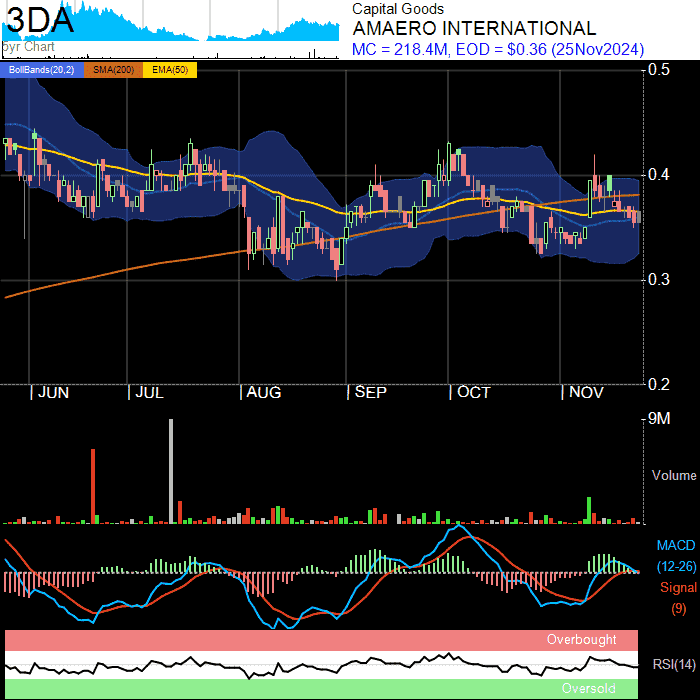 3DA
byr Chart
Capital Goods
AMAERO INTERNATIONAL
MC = 218.4M, EOD = $0.36 (25Nov2024)
BollBands(20,2) SMA(200) EMA(50)
0.5
0.4
0.3
0.2
JUN JUL AUG SEP OCT NOV
9M
Volume
MACD
(12-26)
Signal
(9)
Overbought
RSI(14)
Oversold